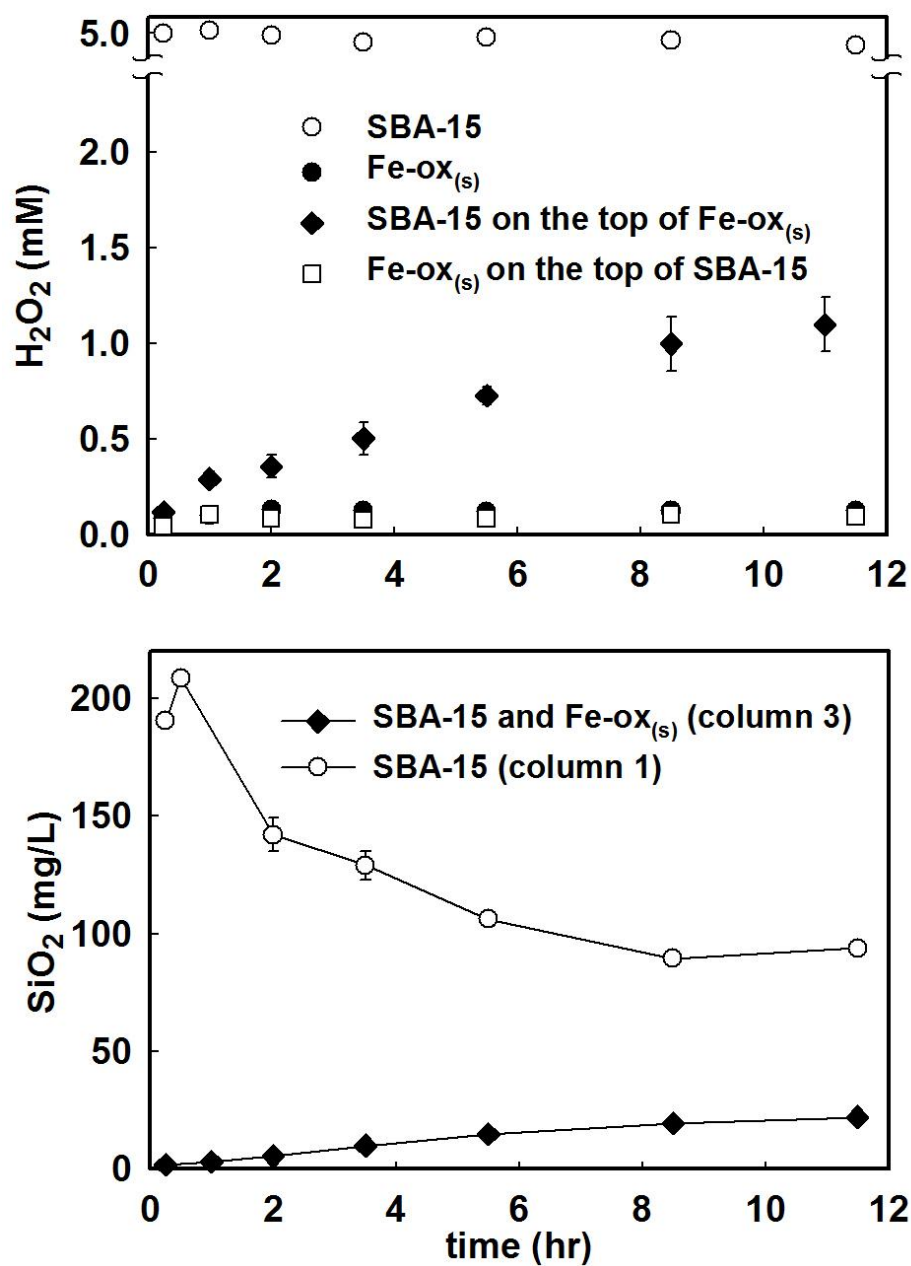 5.0
SBA-15
2.0
Fe-ox(s)
SBA-15 on the top of Fe-ox(s)
1.5
Fe-ox(s) on the top of SBA-15
H2O2 (mM)
1.0
0.5
0.0
0 2 4 6 8 10 12
200
SBA-15 and Fe-ox(s) (column 3)
SBA-15 (column 1)
150
SiO2 (mg/L)
100
50
0
0 2 4 6 8 10 12
time (hr)